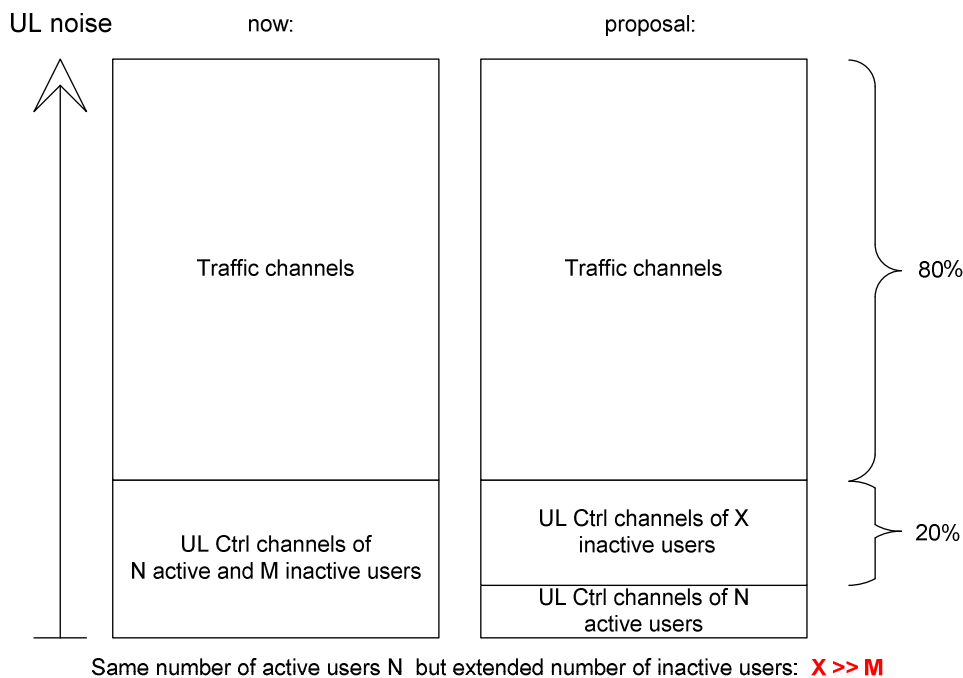 UL noise
now:
proposal:
Traffic channels
Traffic channels
80%
UL Ctrl channels of
N active and M inactive users
UL Ctrl channels of X
inactive users
20%
UL Ctrl channels of N
active users
Same number of active users N but extended number of inactive users: X >> M